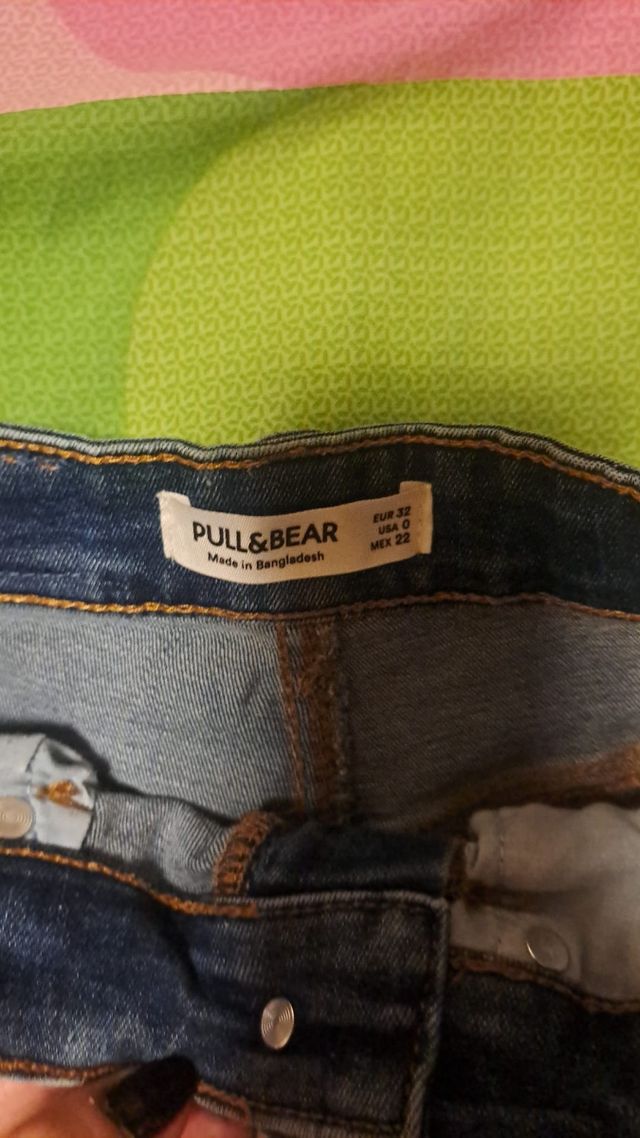 PULL&BEAR
Made in Bangladesh
EUR 32
USA 0
MEX 22